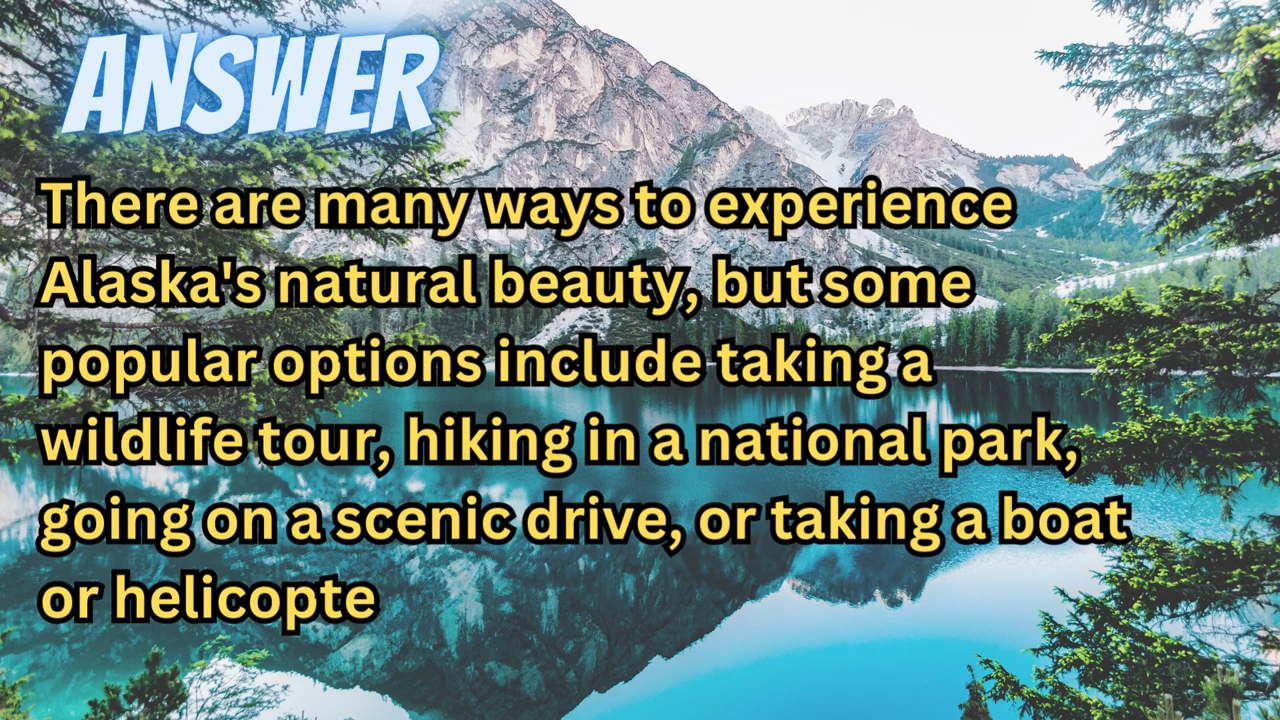 ANSWER
There are many ways to experience
Alaska's natural beauty, but some
popular options include taking a
wildlife tour, hiking in a national park,
going on a scenic drive, or taking a boat
or helicopte